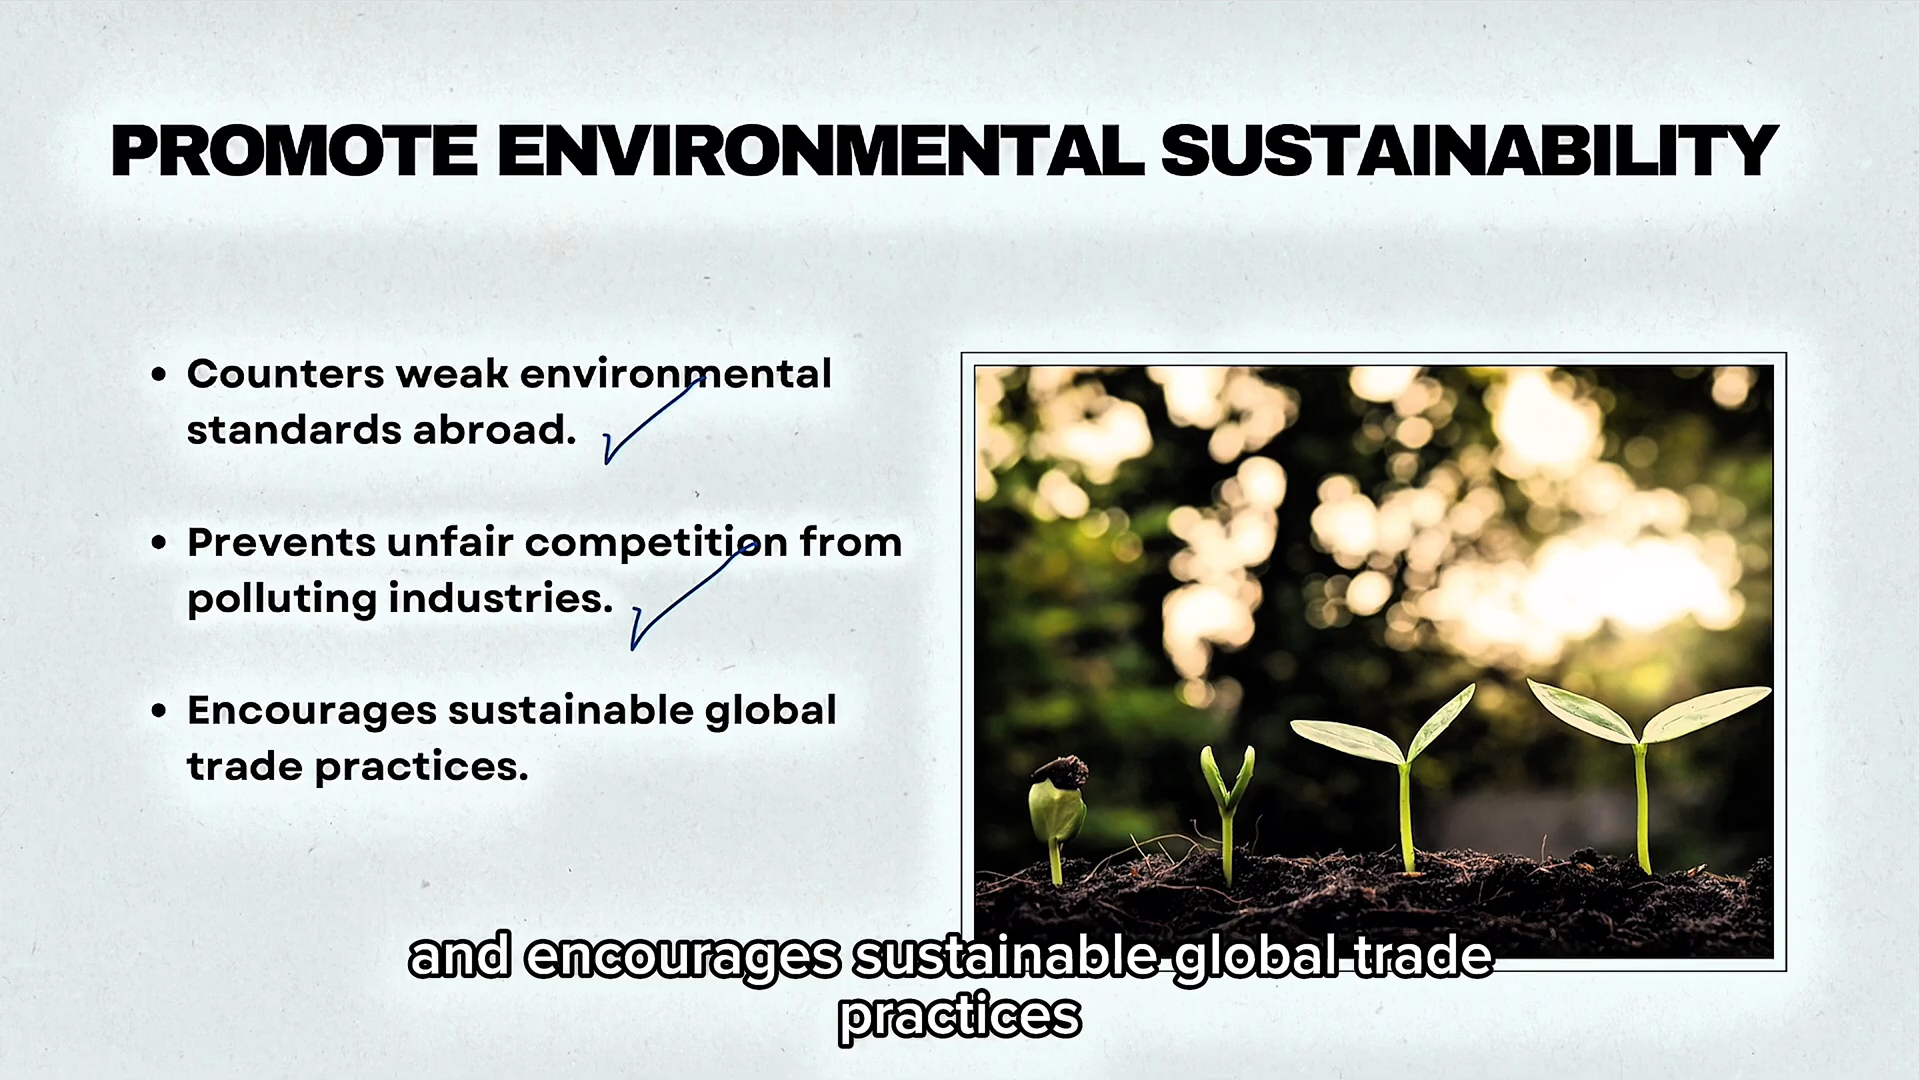 PROMOTE ENVIRONMENTAL SUSTAINABILITY
• Counters weak environmental
standards abroad.
• Prevents unfair competition from
polluting industries.
• Encourages sustainable global
trade practices.
and encourages sustainable global trade
practices